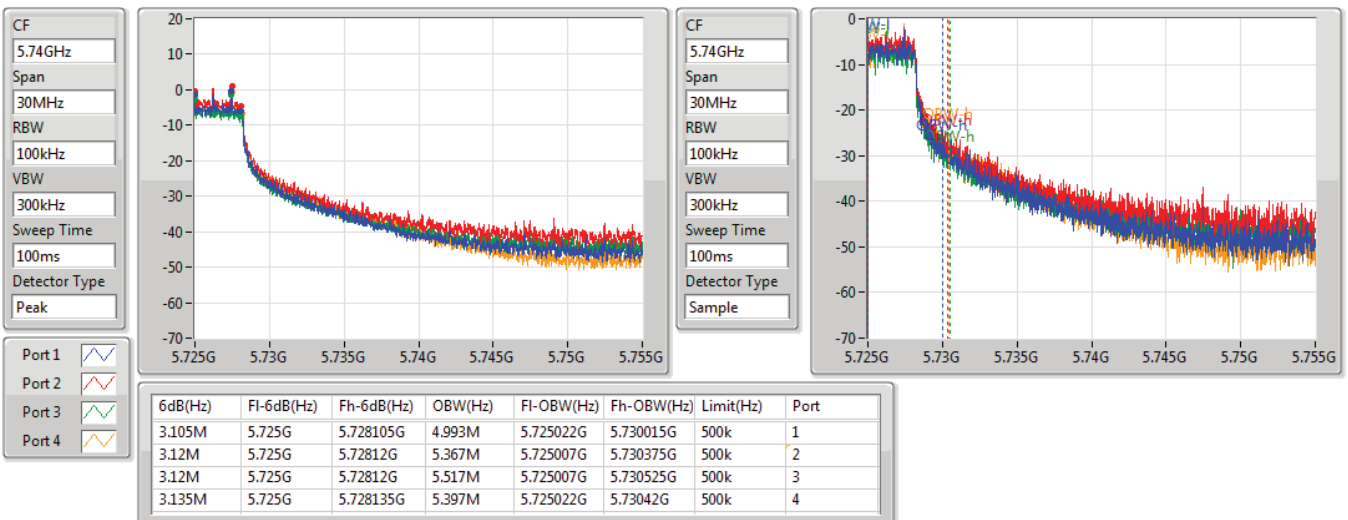 CF
5.74GHz
Span
30MHz
RBW
100kHz
VBW
300kHz
Sweep Time
100ms
Detector Type
Peak
20
10
0
-10
-20
-30
-40
-50
-60
-70
5.725G 5.73G 5.735G 5.74G 5.745G 5.75G 5.755G
CF
5.74GHz
Span
30MHz
RBW
100kHz
VBW
300kHz
Sweep Time
100ms
Detector Type
Sample
0
-10
-20
-30
-40
-50
-60
-70
5.725G 5.73G 5.735G 5.74G 5.745G 5.75G 5.755G
Port 1
Port 2
Port 3
Port 4
6dB(Hz) Fl-6dB(Hz) Fh-6dB(Hz) OBW(Hz) Fl-OBW(Hz) Fh-OBW(Hz) Limit(Hz) Port
3.105M 5.725G 5.728105G 4.993M 5.725022G 5.730015G 500k 1
3.12M 5.725G 5.72812G 5.367M 5.725007G 5.730375G 500k 2
3.12M 5.725G 5.72812G 5.517M 5.725007G 5.730525G 500k 3
3.135M 5.725G 5.728135G 5.397M 5.725022G 5.73042G 500k 4